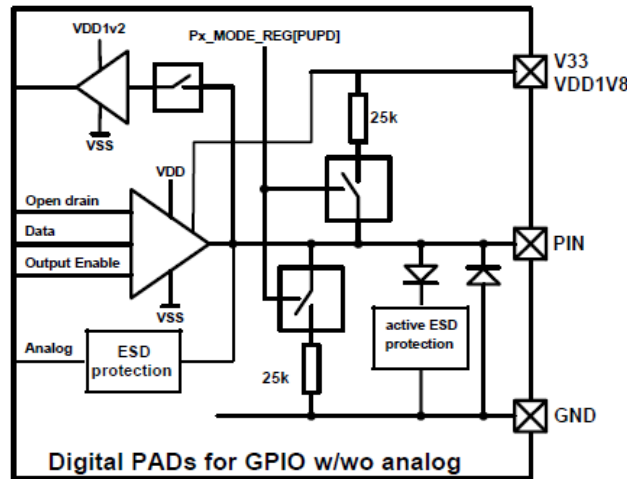 VDD1v2
Px_MODE_REG[PUPD]
V33
VDD1V8
25k
VSS
VDD
Open drain
Data
PIN
Output Enable
VSS
active ESD
protection
Analog
ESD
protection
25k
GND
Digital PADs for GPIO w/wo analog